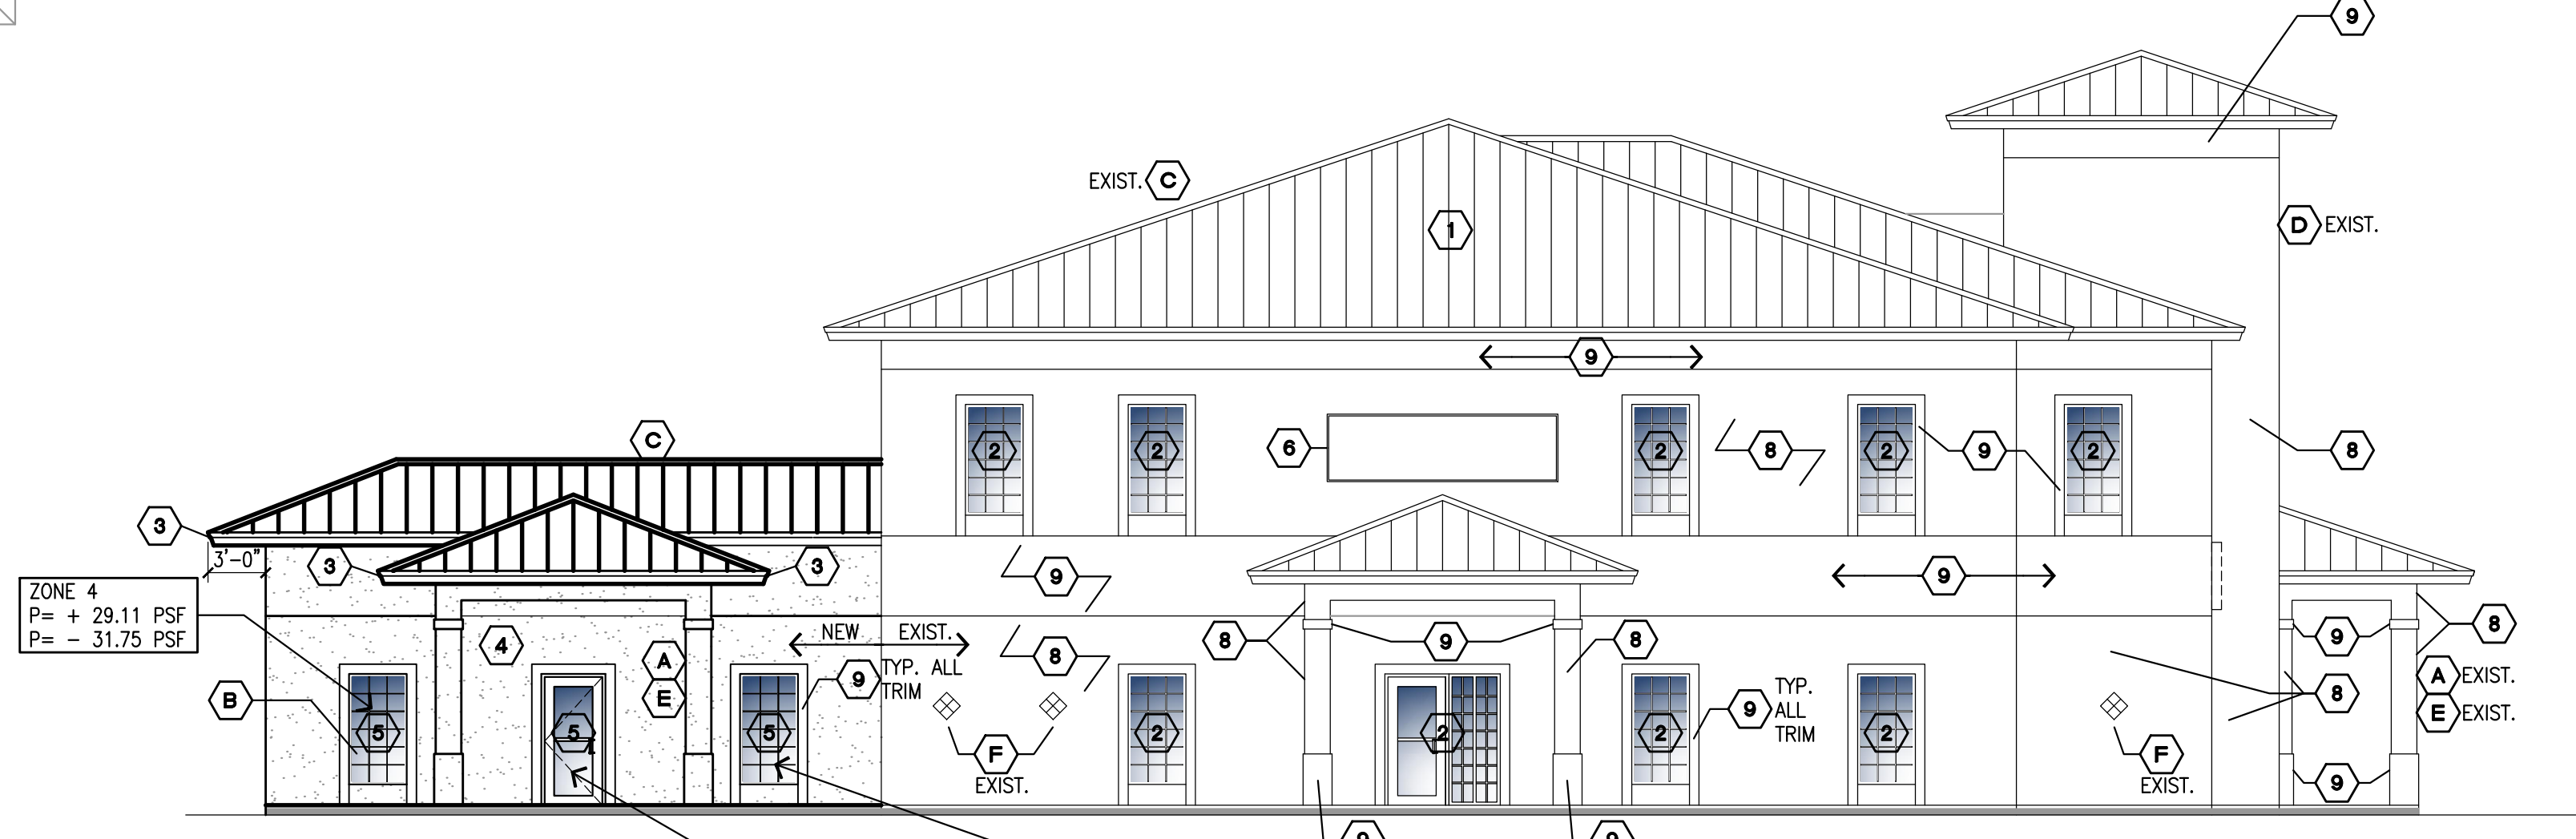 9
EXIST. C
1
D EXIST.
9
C
6
2
2
2
8
2
9
2
8
3
3'-0"
3
3
9
9
ZONE 4
P= + 29.11 PSF
P= - 31.75 PSF
4
A
E
NEW EXIST.
9 TYP. ALL
TRIM
8
8
9
8
9
8
A EXIST.
E EXIST.
B
5
5
5
F
EXIST.
2
2
2
9 TYP.
ALL
TRIM
2
8
F
EXIST.
9
9
9